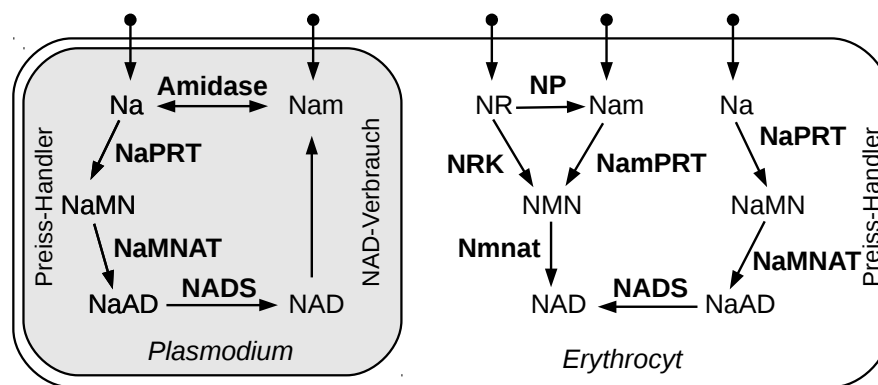 Amidase
NP
Na
Nam
NR
Nam
Na
NaPRT
NaPRT
NRK
NamPRT
Preiss-Handler
NAD-Verbrauch
Preiss-Handler
NaMN
NMN
NaMN
NaMNAT
Nmnat
NaMNAT
NADS
NADS
NaAD
NAD
NAD
NaAD
Plasmodium
Erythrocyt